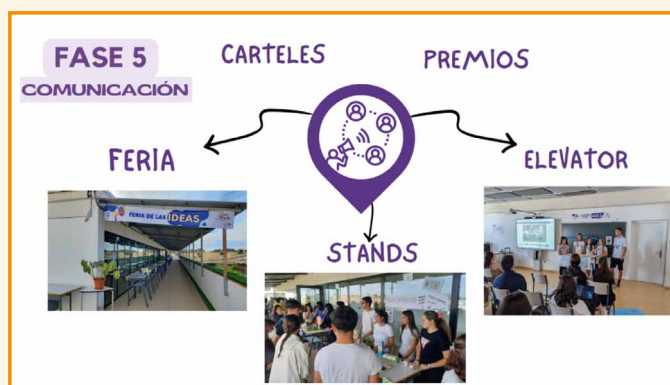 FASE 5
COMUNICACIÓN
CARTELES
PREMIOS
FERIA
ELEVATOR
FERIA DE LAS IDEAS
STANDS